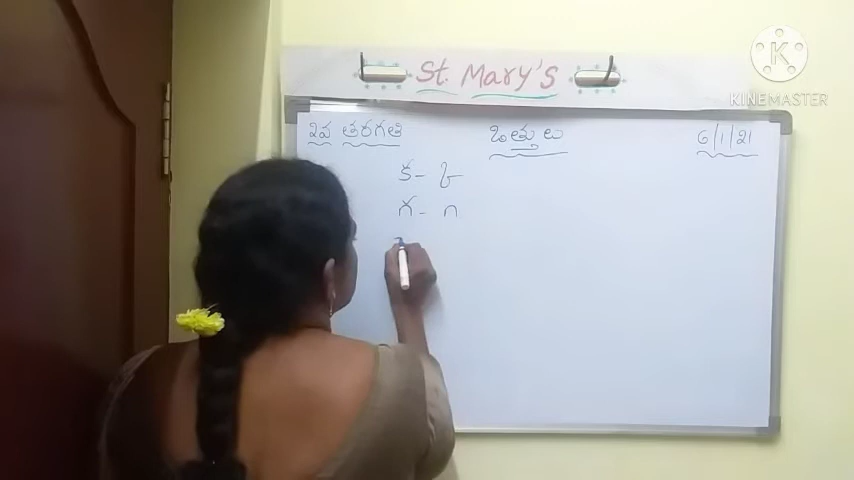 St. Mary's
KINEMASTER
2వ తరగతి ఒత్తులు 6/1/21
క - ్క
గ - ్గ